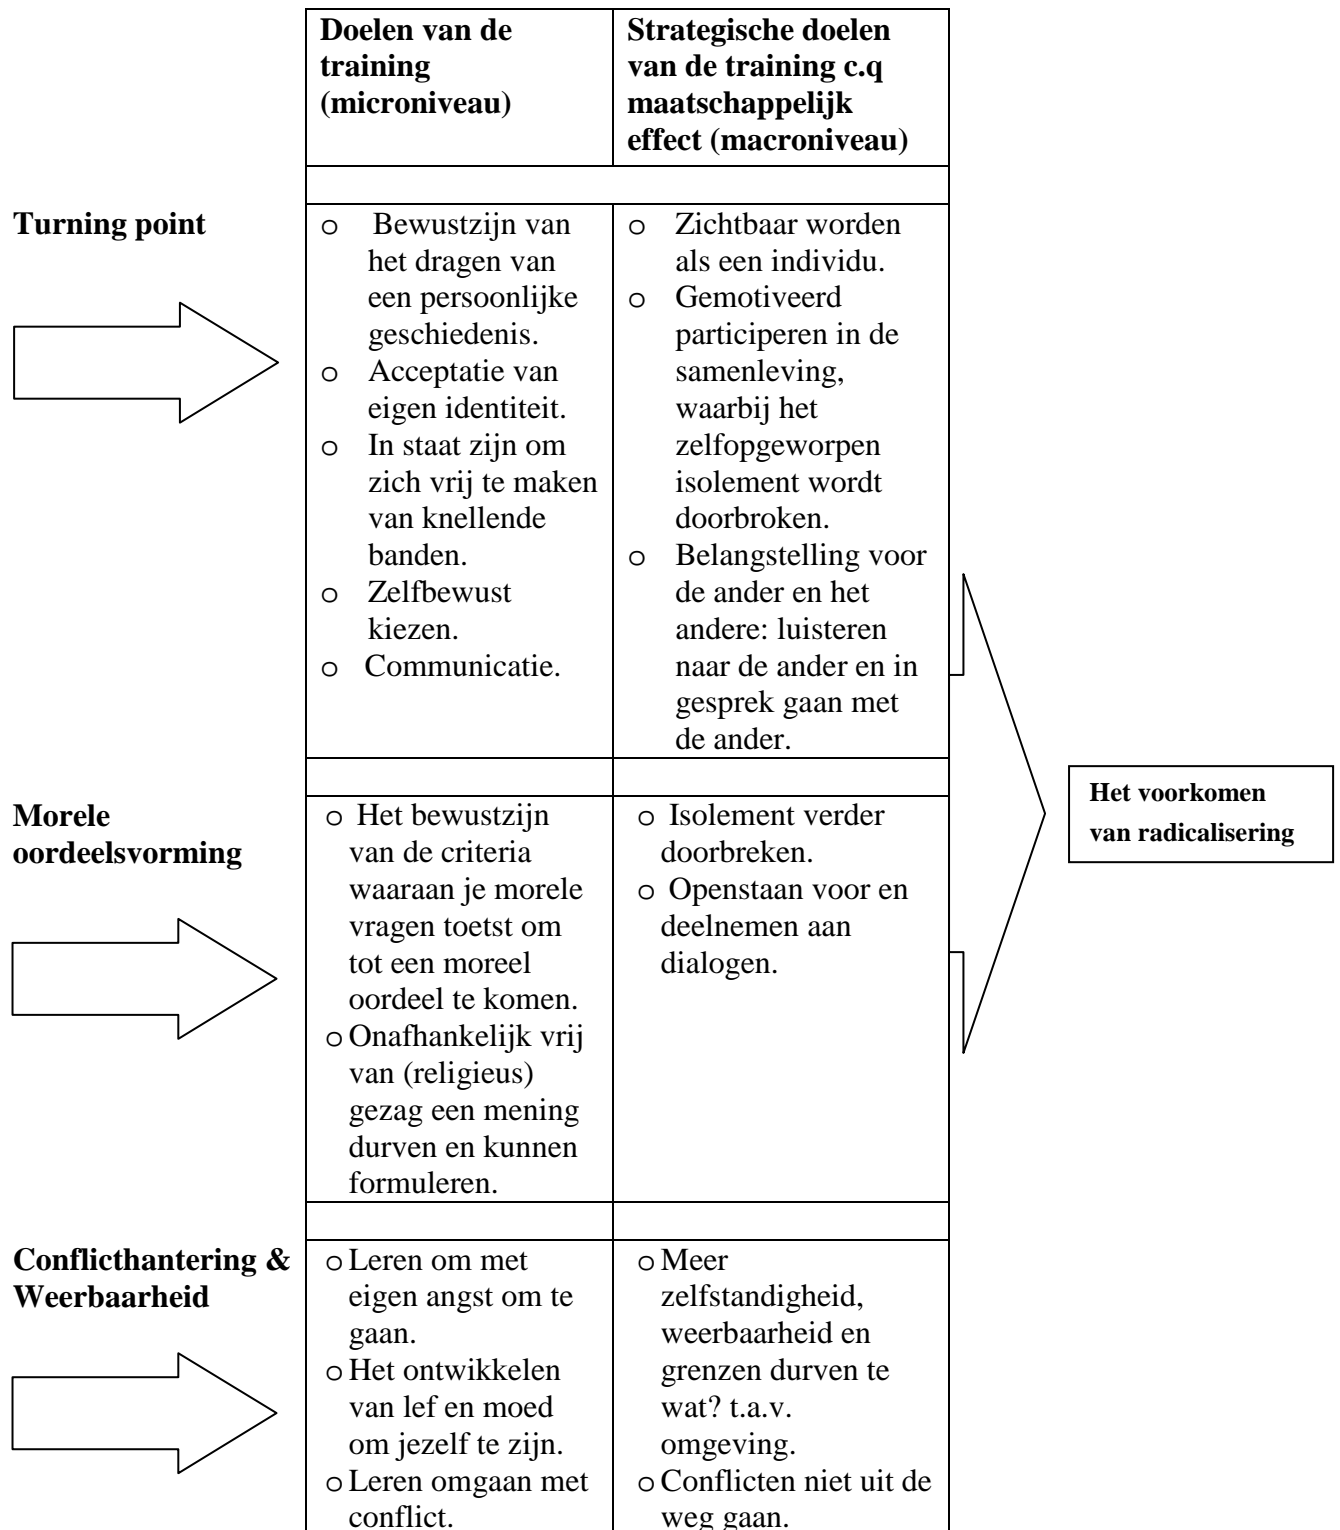 Doelen van de
training
(microniveau)
Strategische doelen
van de training c.q
maatschappelijk
effect (macroniveau)
Turning point
o Bewustzijn van
het dragen van
een persoonlijke
geschiedenis.
o Acceptatie van
eigen identiteit.
o In staat zijn om
zich vrij te maken
van knellende
banden.
o Zelfbewust
kiezen.
o Communicatie.
o Zichtbaar worden
als een individu.
o Gemotiveerd
participeren in de
samenleving,
waarbij het
zelfopgeworpen
isolement wordt
doorbroken.
o Belangstelling voor
de ander en het
andere: luisteren
naar de ander en in
gesprek gaan met
de ander.
Morele
oordeelsvorming
o Het bewustzijn
van de criteria
waaraan je morele
vragen toetst om
tot een moreel
oordeel te komen.
o Onafhankelijk vrij
van (religieus)
gezag een mening
durven en kunnen
formuleren.
o Isolement verder
doorbreken.
o Openstaan voor en
deelnemen aan
dialogen.
Conflicthantering &
Weerbaarheid
o Leren om met
eigen angst om te
gaan.
o Het ontwikkelen
van lef en moed
om jezelf te zijn.
o Leren omgaan met
conflict.
o Meer
zelfstandigheid,
weerbaarheid en
grenzen durven te
wat? t.a.v.
omgeving.
o Conflicten niet uit de
weg gaan.
Het voorkomen
van radicalisering